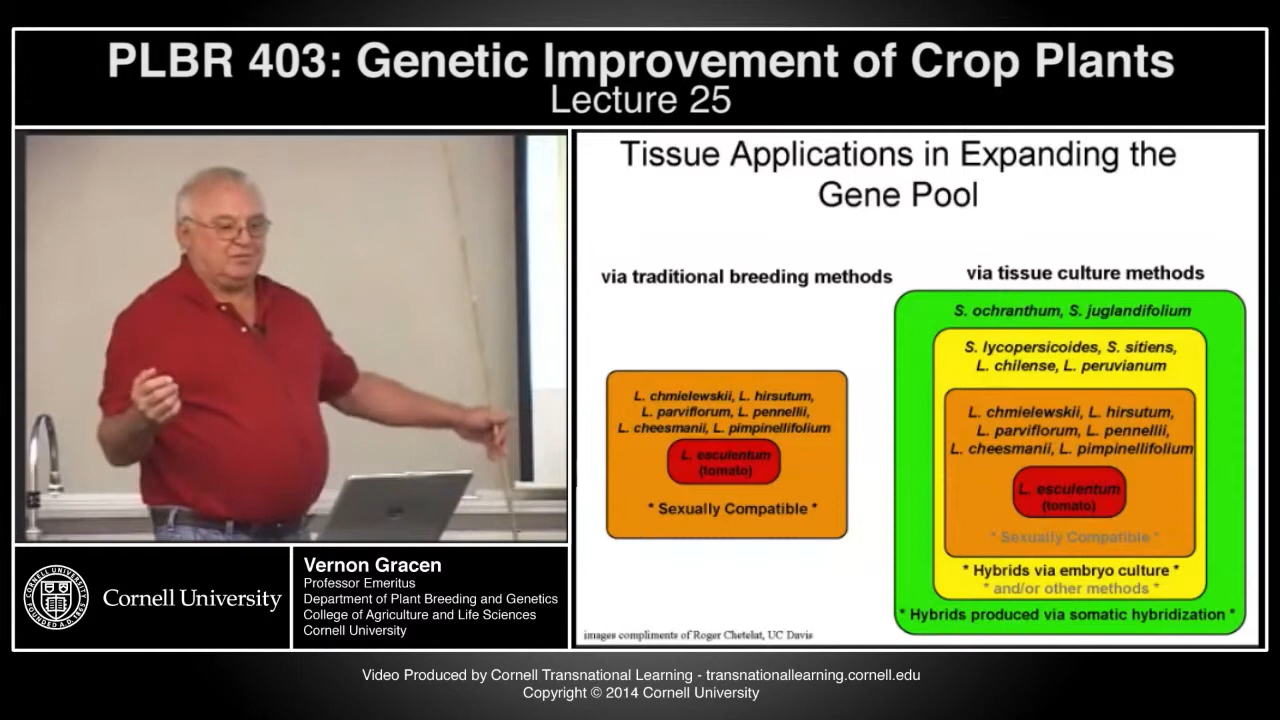 PLBR 403: Genetic Improvement of Crop Plants
Lecture 25
Tissue Applications in Expanding the
Gene Pool
via traditional breeding methods
L. chmielewskii, L. hirsutum,
L. parviflorum, L. pennellii,
L. cheesmanii, L. pimpinellifolium
L. esculentum
(tomato)
* Sexually Compatible *
via tissue culture methods
S. ochranthum, S. juglandifolium
S. lycopersicoides, S. sitiens,
L. chilense, L. peruvianum
L. chmielewskii, L. hirsutum,
L. parviflorum, L. pennellii,
L. cheesmanii, L. pimpinellifolium
L. esculentum
(tomato)
* Sexually Compatible *
* Hybrids via embryo culture *
* and/or other methods *
* Hybrids produced via somatic hybridization *
images compliments of Roger Chetelat, UC Davis
Cornell University
Vernon Gracen
Professor Emeritus
Department of Plant Breeding and Genetics
College of Agriculture and Life Sciences
Cornell University
Video Produced by Cornell Transnational Learning - transnationallearning.cornell.edu
Copyright © 2014 Cornell University